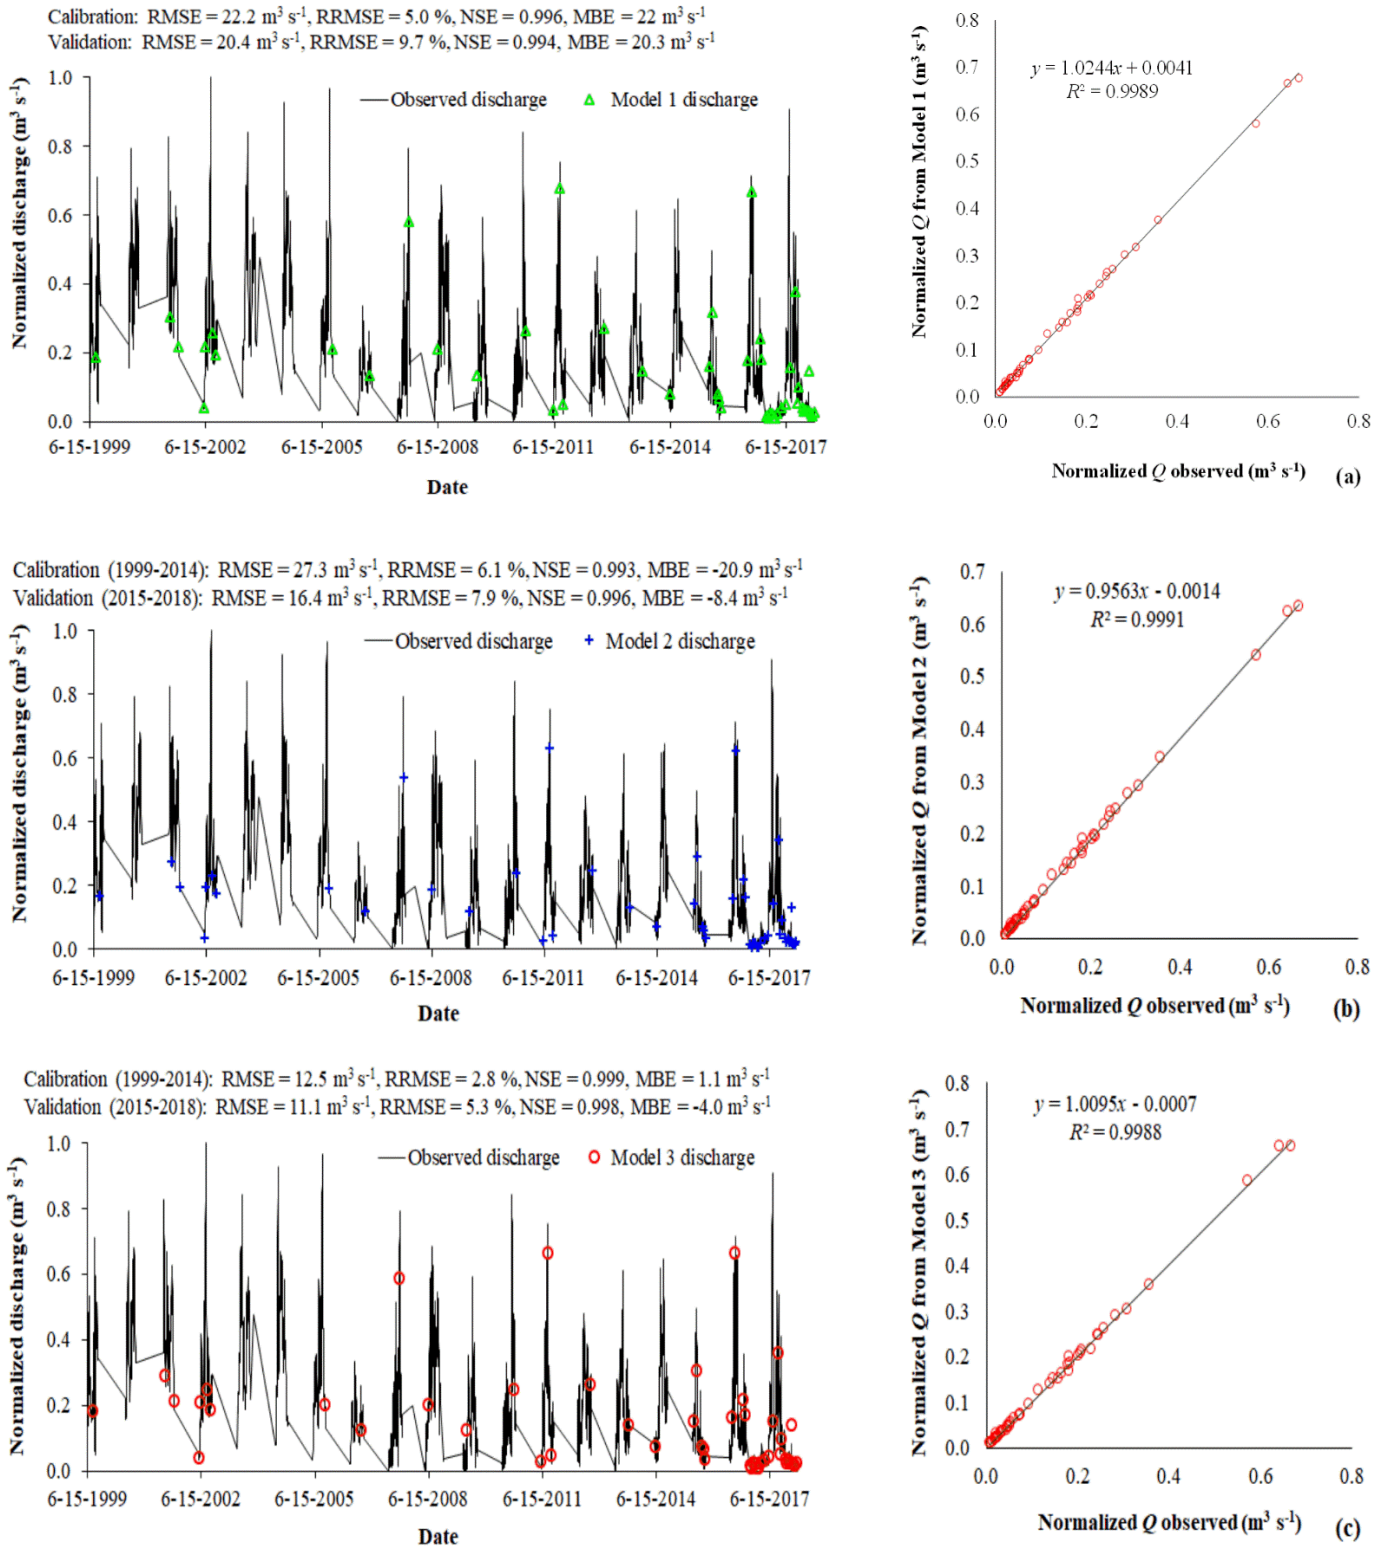 Calibration: RMSE = 22.2 m³ s⁻¹, RRMSE = 5.0 %, NSE = 0.996, MBE = 22 m³ s⁻¹
Validation: RMSE = 20.4 m³ s⁻¹, RRMSE = 9.7 %, NSE = 0.994, MBE = 20.3 m³ s⁻¹
Normalized discharge (m³ s⁻¹)
1.0
0.8
0.6
0.4
0.2
0.0
Observed discharge
Model 1 discharge
6-15-1999 6-15-2002 6-15-2005 6-15-2008 6-15-2011 6-15-2014 6-15-2017
Date
Normalized Q from Model 1 (m³ s⁻¹)
0.8
0.7
0.6
0.5
0.4
0.3
0.2
0.1
0.0
y = 1.0244x + 0.0041
R² = 0.9989
0.0 0.2 0.4 0.6 0.8
Normalized Q observed (m³ s⁻¹)
(a)
Calibration (1999-2014): RMSE = 27.3 m³ s⁻¹, RRMSE = 6.1 %, NSE = 0.993, MBE = -20.9 m³ s⁻¹
Validation (2015-2018): RMSE = 16.4 m³ s⁻¹, RRMSE = 7.9 %, NSE = 0.996, MBE = -8.4 m³ s⁻¹
Normalized discharge (m³ s⁻¹)
1.0
0.8
0.6
0.4
0.2
0.0
Observed discharge
Model 2 discharge
6-15-1999 6-15-2002 6-15-2005 6-15-2008 6-15-2011 6-15-2014 6-15-2017
Date
Normalized Q from Model 2 (m³ s⁻¹)
0.7
0.6
0.5
0.4
0.3
0.2
0.1
0.0
y = 0.9563x - 0.0014
R² = 0.9991
0.0 0.2 0.4 0.6 0.8
Normalized Q observed (m³ s⁻¹)
(b)
Calibration (1999-2014): RMSE = 12.5 m³ s⁻¹, RRMSE = 2.8 %, NSE = 0.999, MBE = 1.1 m³ s⁻¹
Validation (2015-2018): RMSE = 11.1 m³ s⁻¹, RRMSE = 5.3 %, NSE = 0.998, MBE = -4.0 m³ s⁻¹
Normalized discharge (m³ s⁻¹)
1.0
0.8
0.6
0.4
0.2
0.0
Observed discharge
Model 3 discharge
6-15-1999 6-15-2002 6-15-2005 6-15-2008 6-15-2011 6-15-2014 6-15-2017
Date
Normalized Q from Model 3 (m³ s⁻¹)
0.8
0.7
0.6
0.5
0.4
0.3
0.2
0.1
0.0
y = 1.0095x - 0.0007
R² = 0.9988
0.0 0.2 0.4 0.6 0.8
Normalized Q observed (m³ s⁻¹)
(c)